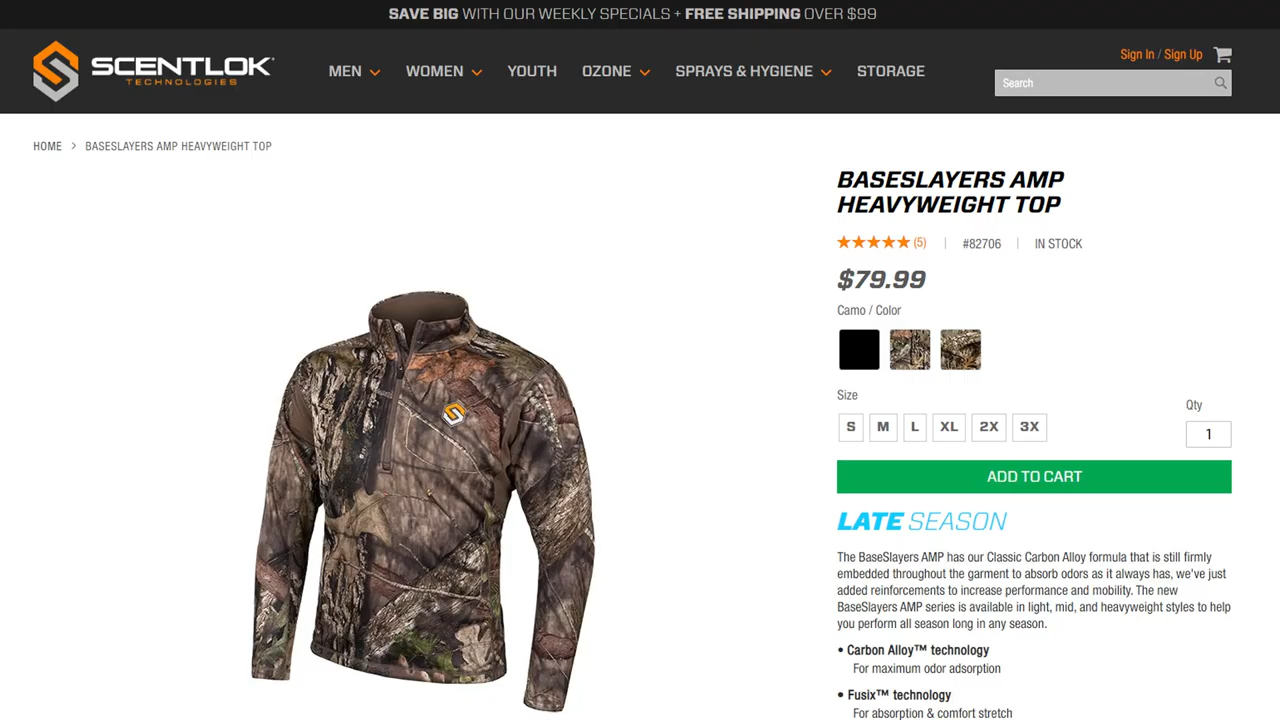 SAVE BIG WITH OUR WEEKLY SPECIALS + FREE SHIPPING OVER $99
SCENTLOK®
TECHNOLOGIES
MEN
WOMEN
YOUTH
OZONE
SPRAYS & HYGIENE
STORAGE
Sign In / Sign Up
Search
HOME > BASESLAYERS AMP HEAVYWEIGHT TOP
BASESLAYERS AMP
HEAVYWEIGHT TOP
(5) | #82706 | IN STOCK
$79.99
Camo / Color
Size
Qty
S M L XL 2X 3X
1
ADD TO CART
LATE SEASON
The BaseSlayers AMP has our Classic Carbon Alloy formula that is still firmly
embedded throughout the garment to absorb odors as it always has, we've just
added reinforcements to increase performance and mobility. The new
BaseSlayers AMP series is available in light, mid, and heavyweight styles to help
you perform all season long in any season.
• Carbon Alloy™ technology
For maximum odor adsorption
• Fusix™ technology
For absorption & comfort stretch